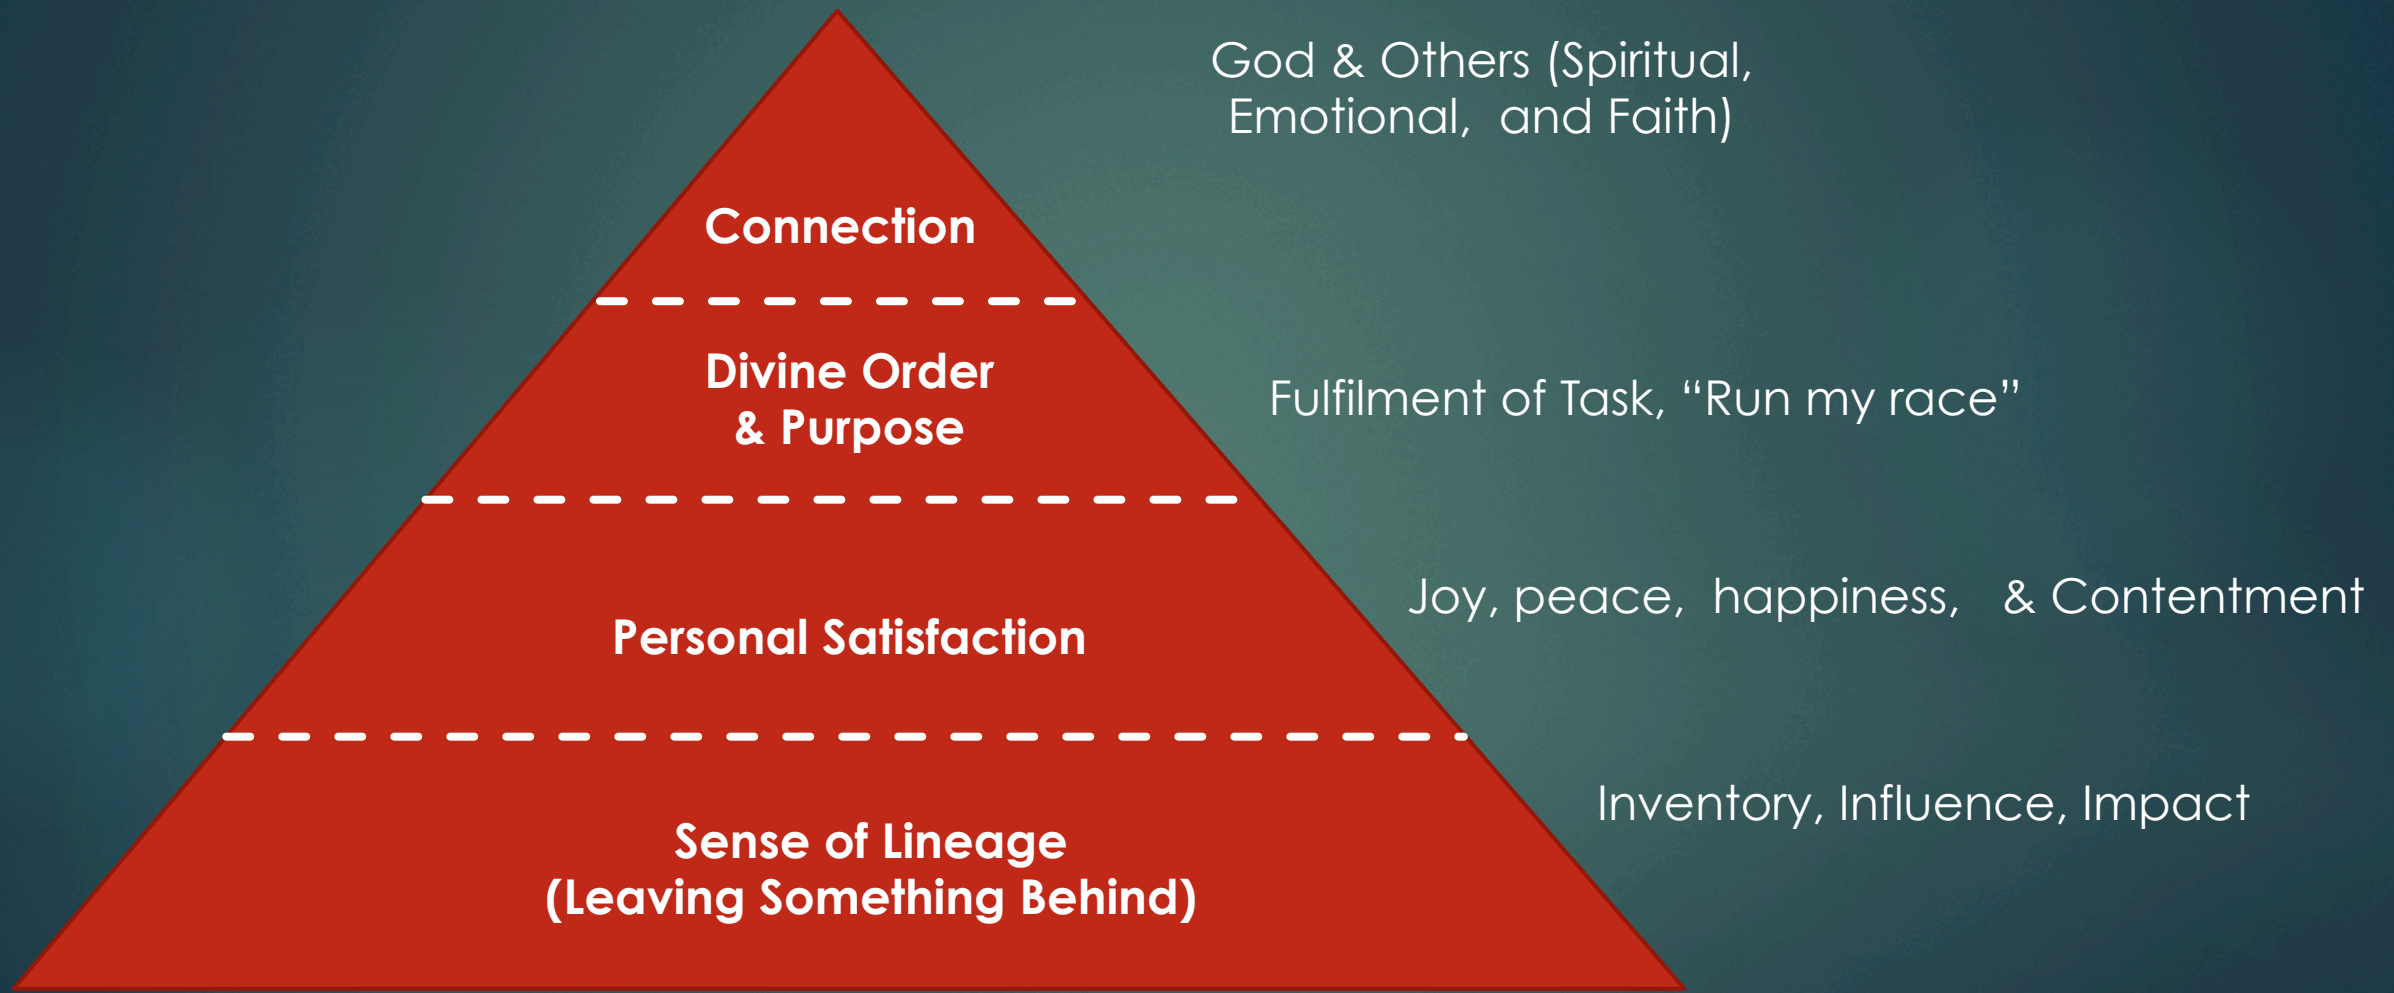 God & Others (Spiritual,
Emotional, and Faith)
Connection
Divine Order
& Purpose
Fulfilment of Task, “Run my race”
Joy, peace, happiness, & Contentment
Personal Satisfaction
Inventory, Influence, Impact
Sense of Lineage
(Leaving Something Behind)